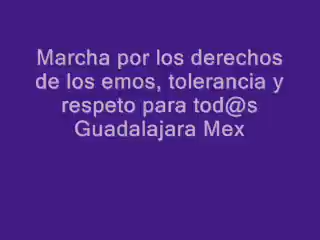 Marcha por los derechos
de los emos, tolerancia y
respeto para tod@s
Guadalajara Mex